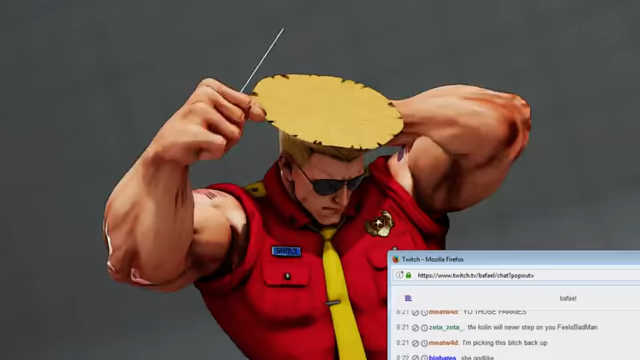 Twitch - Mozilla Firefox
https://www.twitch.tv/bafael/chat?popout=
bafael
8:21 meatw4d: YO THOSE PARRIES
8:21 zeta_zeta_: thx kolin will never step on you FeelsBadMan
8:21 meatw4d: I'm picking this bitch back up
8:22 bigbates: she godlike